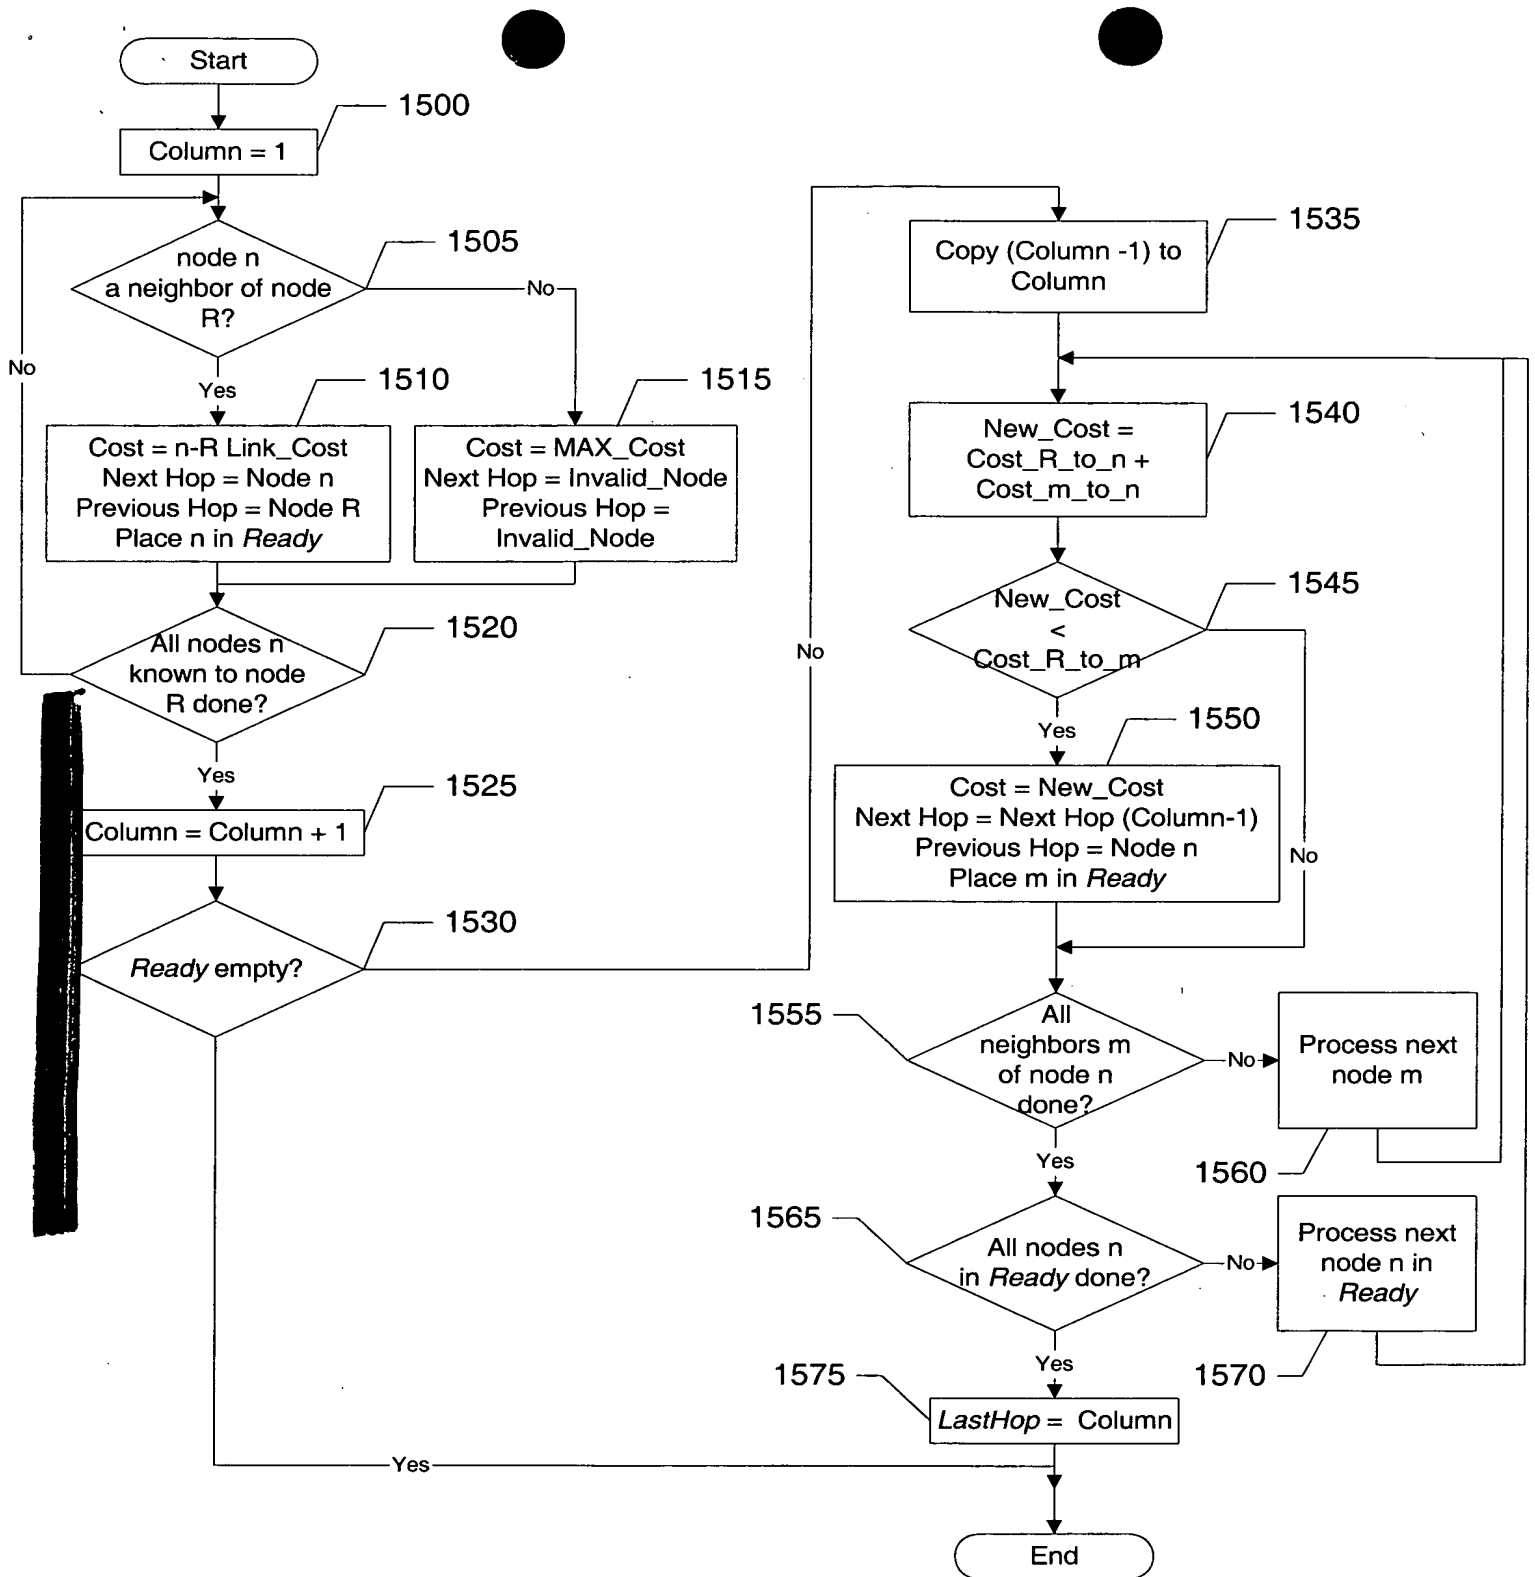 Start
1500
Column = 1
1505
node n
a neighbor of node
R?
No
No
Yes
1510
1515
Cost = n-R Link_Cost
Next Hop = Node n
Previous Hop = Node R
Place n in Ready
Cost = MAX_Cost
Next Hop = Invalid_Node
Previous Hop =
Invalid_Node
1520
All nodes n
known to node
R done?
Yes
1525
Column = Column + 1
1530
Ready empty?
No
Yes
1535
Copy (Column -1) to
Column
1540
New_Cost =
Cost_R_to_n +
Cost_m_to_n
1545
New_Cost
<
Cost_R_to_m
Yes
No
1550
Cost = New_Cost
Next Hop = Next Hop (Column-1)
Previous Hop = Node n
Place m in Ready
1555
All
neighbors m
of node n
done?
No
Process next
node m
1560
Yes
1565
All nodes n
in Ready done?
No
Process next
node n in
Ready
1570
Yes
1575
LastHop = Column
End